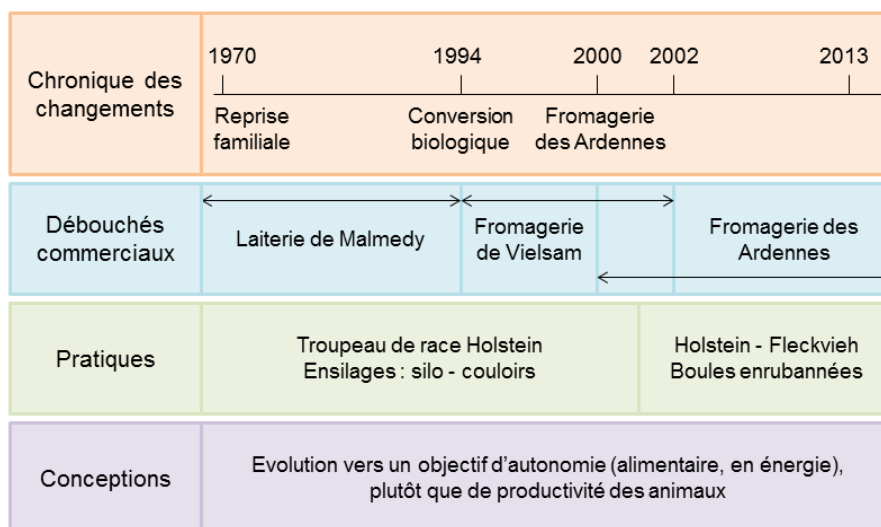 Chronique des
changements
1970
1994
2000
2002
2013
Reprise
familiale
Conversion
biologique
Fromagerie
des Ardennes
Débouchés
commerciaux
Laiterie de Malmedy
Fromagerie
de Vielsam
Fromagerie des
Ardennes
Pratiques
Troupeau de race Holstein
Ensilages : silo - couloirs
Holstein - Fleckvieh
Boules enrubannées
Conceptions
Evolution vers un objectif d'autonomie (alimentaire, en énergie),
plutôt que de productivité des animaux